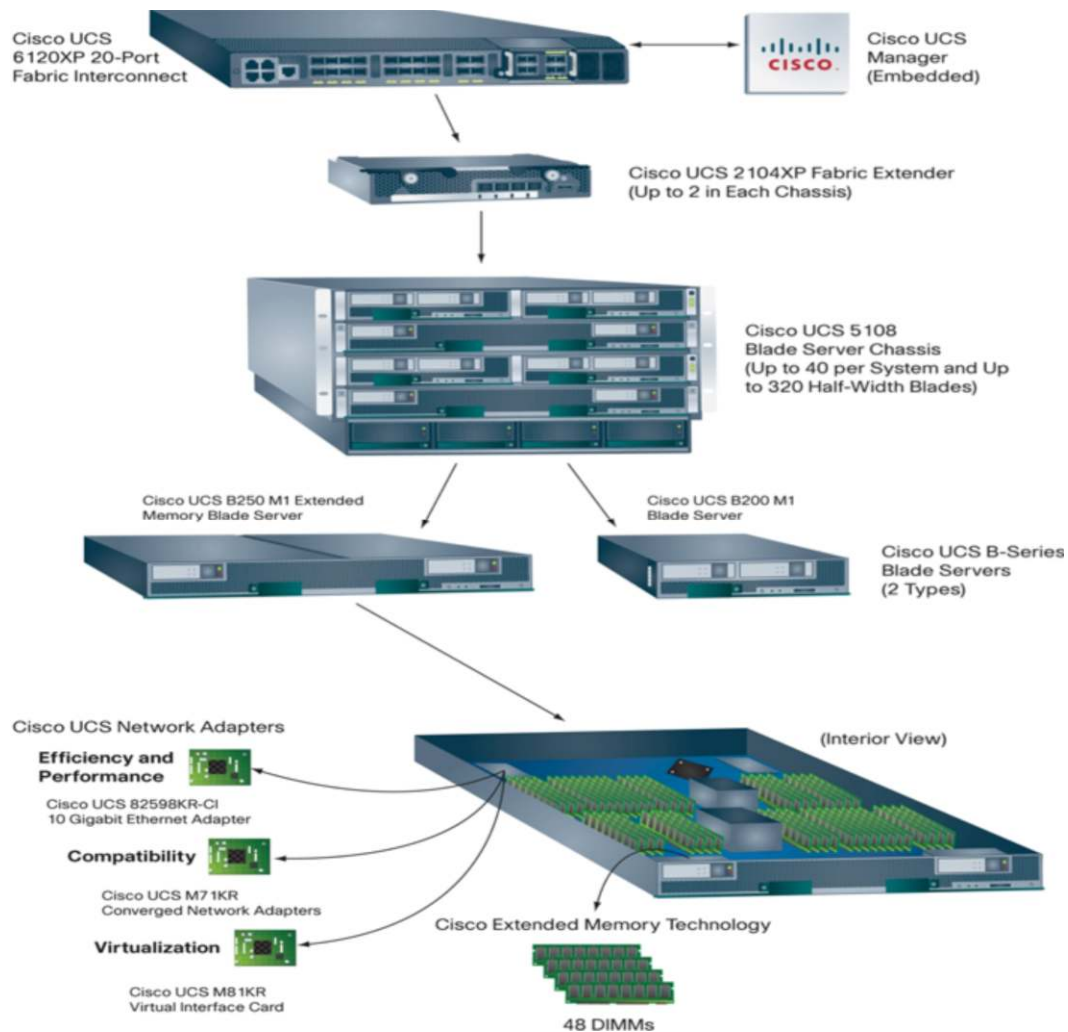 Cisco UCS
6120XP 20-Port
Fabric Interconnect
CISCO
Cisco UCS
Manager
(Embedded)
Cisco UCS 2104XP Fabric Extender
(Up to 2 in Each Chassis)
Cisco UCS 5108
Blade Server Chassis
(Up to 40 per System and Up
to 320 Half-Width Blades)
Cisco UCS B250 M1 Extended
Memory Blade Server
Cisco UCS B200 M1
Blade Server
Cisco UCS B-Series
Blade Servers
(2 Types)
Cisco UCS Network Adapters
Efficiency and
Performance
Cisco UCS 82598KR-CI
10 Gigabit Ethernet Adapter
Compatibility
Cisco UCS M71KR
Converged Network Adapters
Virtualization
Cisco UCS M81KR
Virtual Interface Card
(Interior View)
Cisco Extended Memory Technology
48 DIMMs